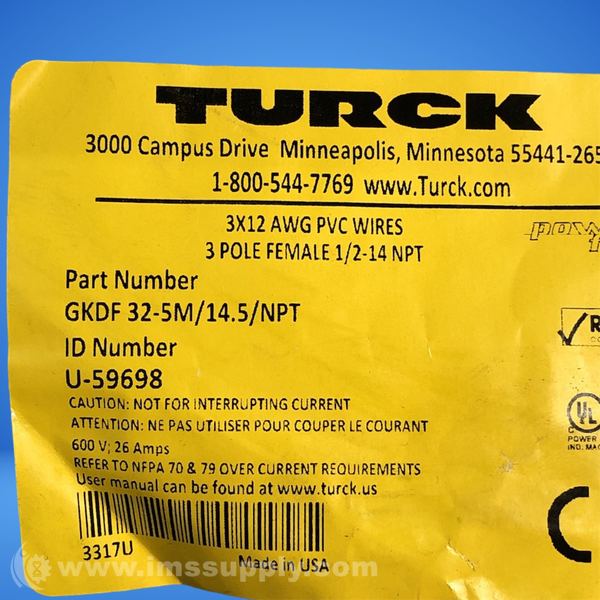 TURCK
3000 Campus Drive Minneapolis, Minnesota 55441-265
1-800-544-7769 www.Turck.com
3X12 AWG PVC WIRES
3 POLE FEMALE 1/2-14 NPT
Part Number
GKDF 32-5M/14.5/NPT
ID Number
U-59698
CAUTION: NOT FOR INTERRUPTING CURRENT
ATTENTION: NE PAS UTILISER POUR COUPER LE COURANT
600 V; 26 Amps
REFER TO NFPA 70 & 79 OVER CURRENT REQUIREMENTS
User manual can be found at www.turck.us
3317U
Made in USA
UL
C
POWER
IND. MAC
www.imssupply.com